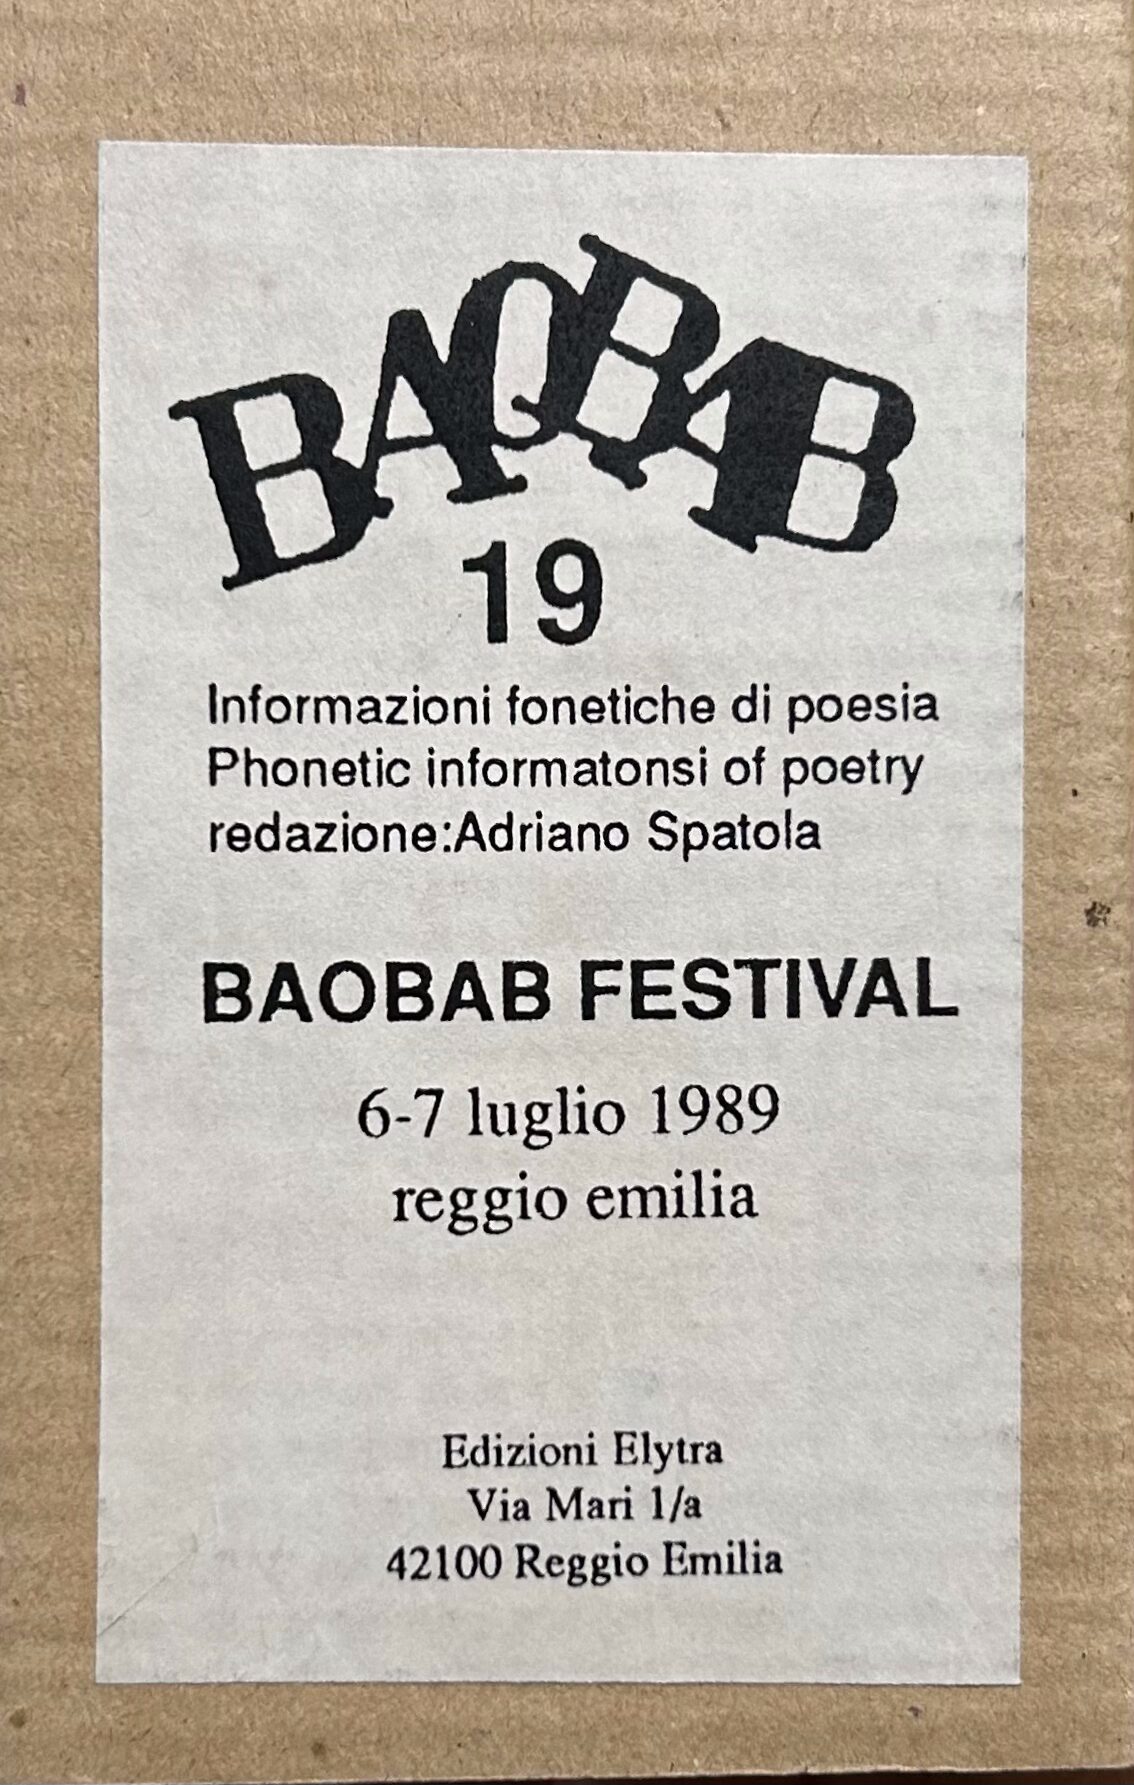 BAOBAB
19
Informazioni fonetiche di poesia
Phonetic informatonsi of poetry
redazione:Adriano Spatola
BAOBAB FESTIVAL
6-7 luglio 1989
reggio emilia
Edizioni Elytra
Via Mari 1/a
42100 Reggio Emilia